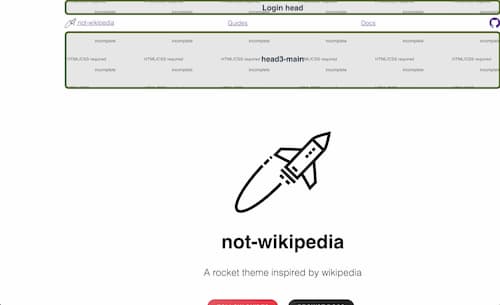 Login head
not-wikipedia Guides Docs
incomplete incomplete incomplete incomplete incomplete incomplete
HTML/CSS required HTML/CSS required HTML/CSS required head3-main HTML/CSS required HTML/CSS required HTML/CSS required
incomplete incomplete incomplete incomplete incomplete incomplete
not-wikipedia
A rocket theme inspired by wikipedia